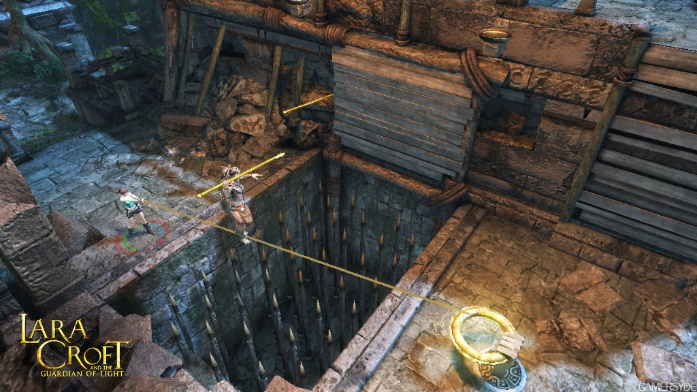 LARA
CROFT
AND THE
GUARDIAN OF LIGHT
GAMERSYDE